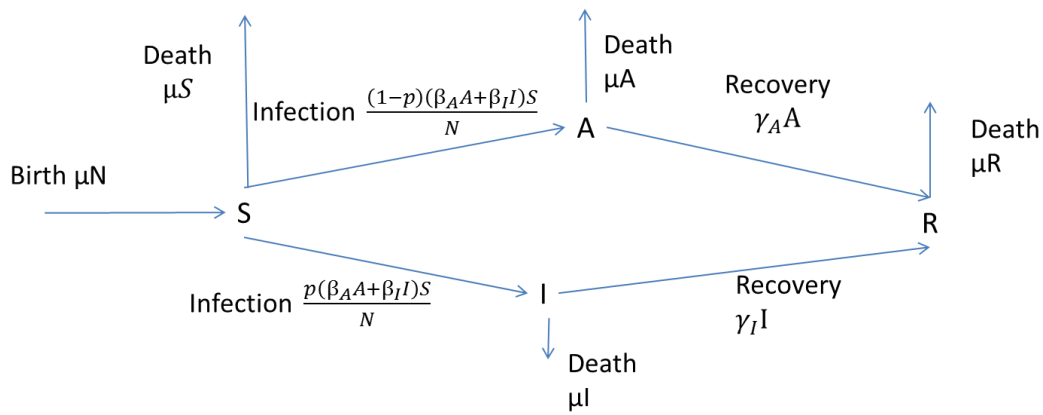 Death
μS
Death
μA
Infection (1−p)(β_A A+β_I I)S / N
Recovery
γ_A A
A
Death
μR
Birth μN
S
R
Infection p(β_A A+β_I I)S / N
I
Recovery
γ_I I
Death
μI